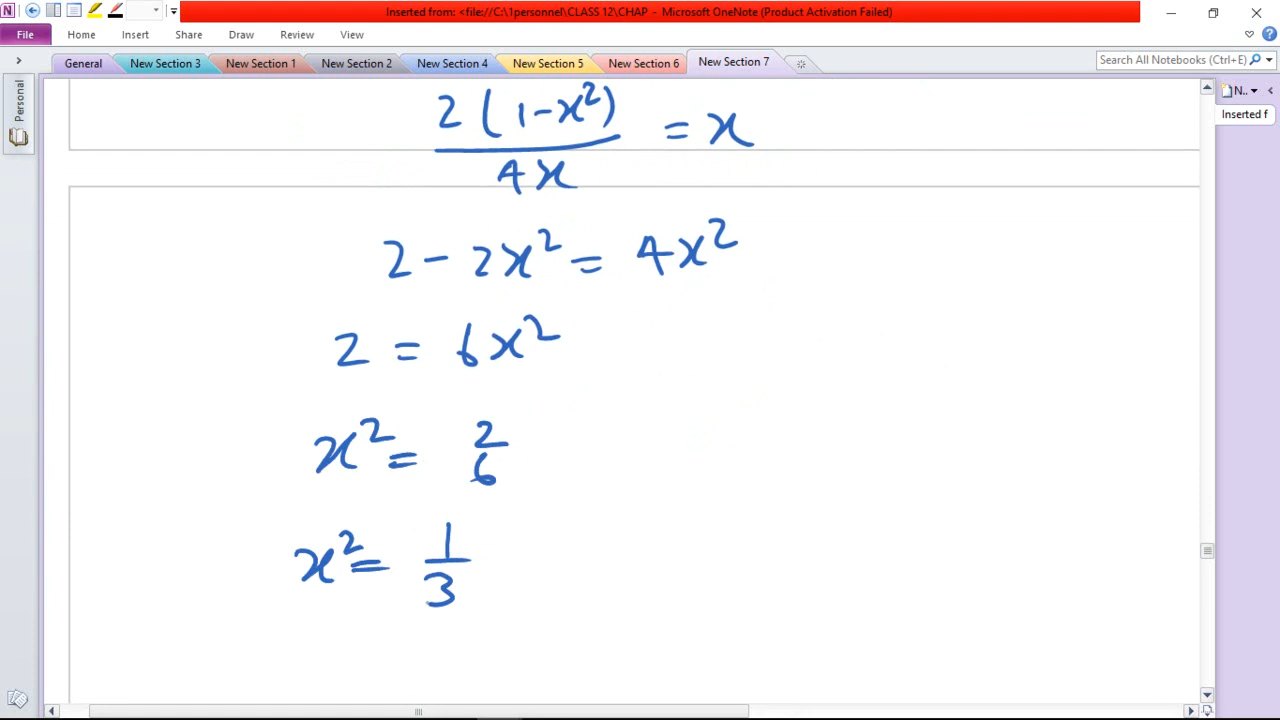 Inserted from: <file://C:\1personnel\CLASS 12\CHAP - Microsoft OneNote (Product Activation Failed)
File Home Insert Share Draw Review View
General New Section 3 New Section 1 New Section 2 New Section 4 New Section 5 New Section 6 New Section 7 Search All Notebooks (Ctrl+E)
Personal
N..
Inserted f
2(1-x²)/4x = x
2 - 2x² = 4x²
2 = 6x²
x² = 2/6
x² = 1/3